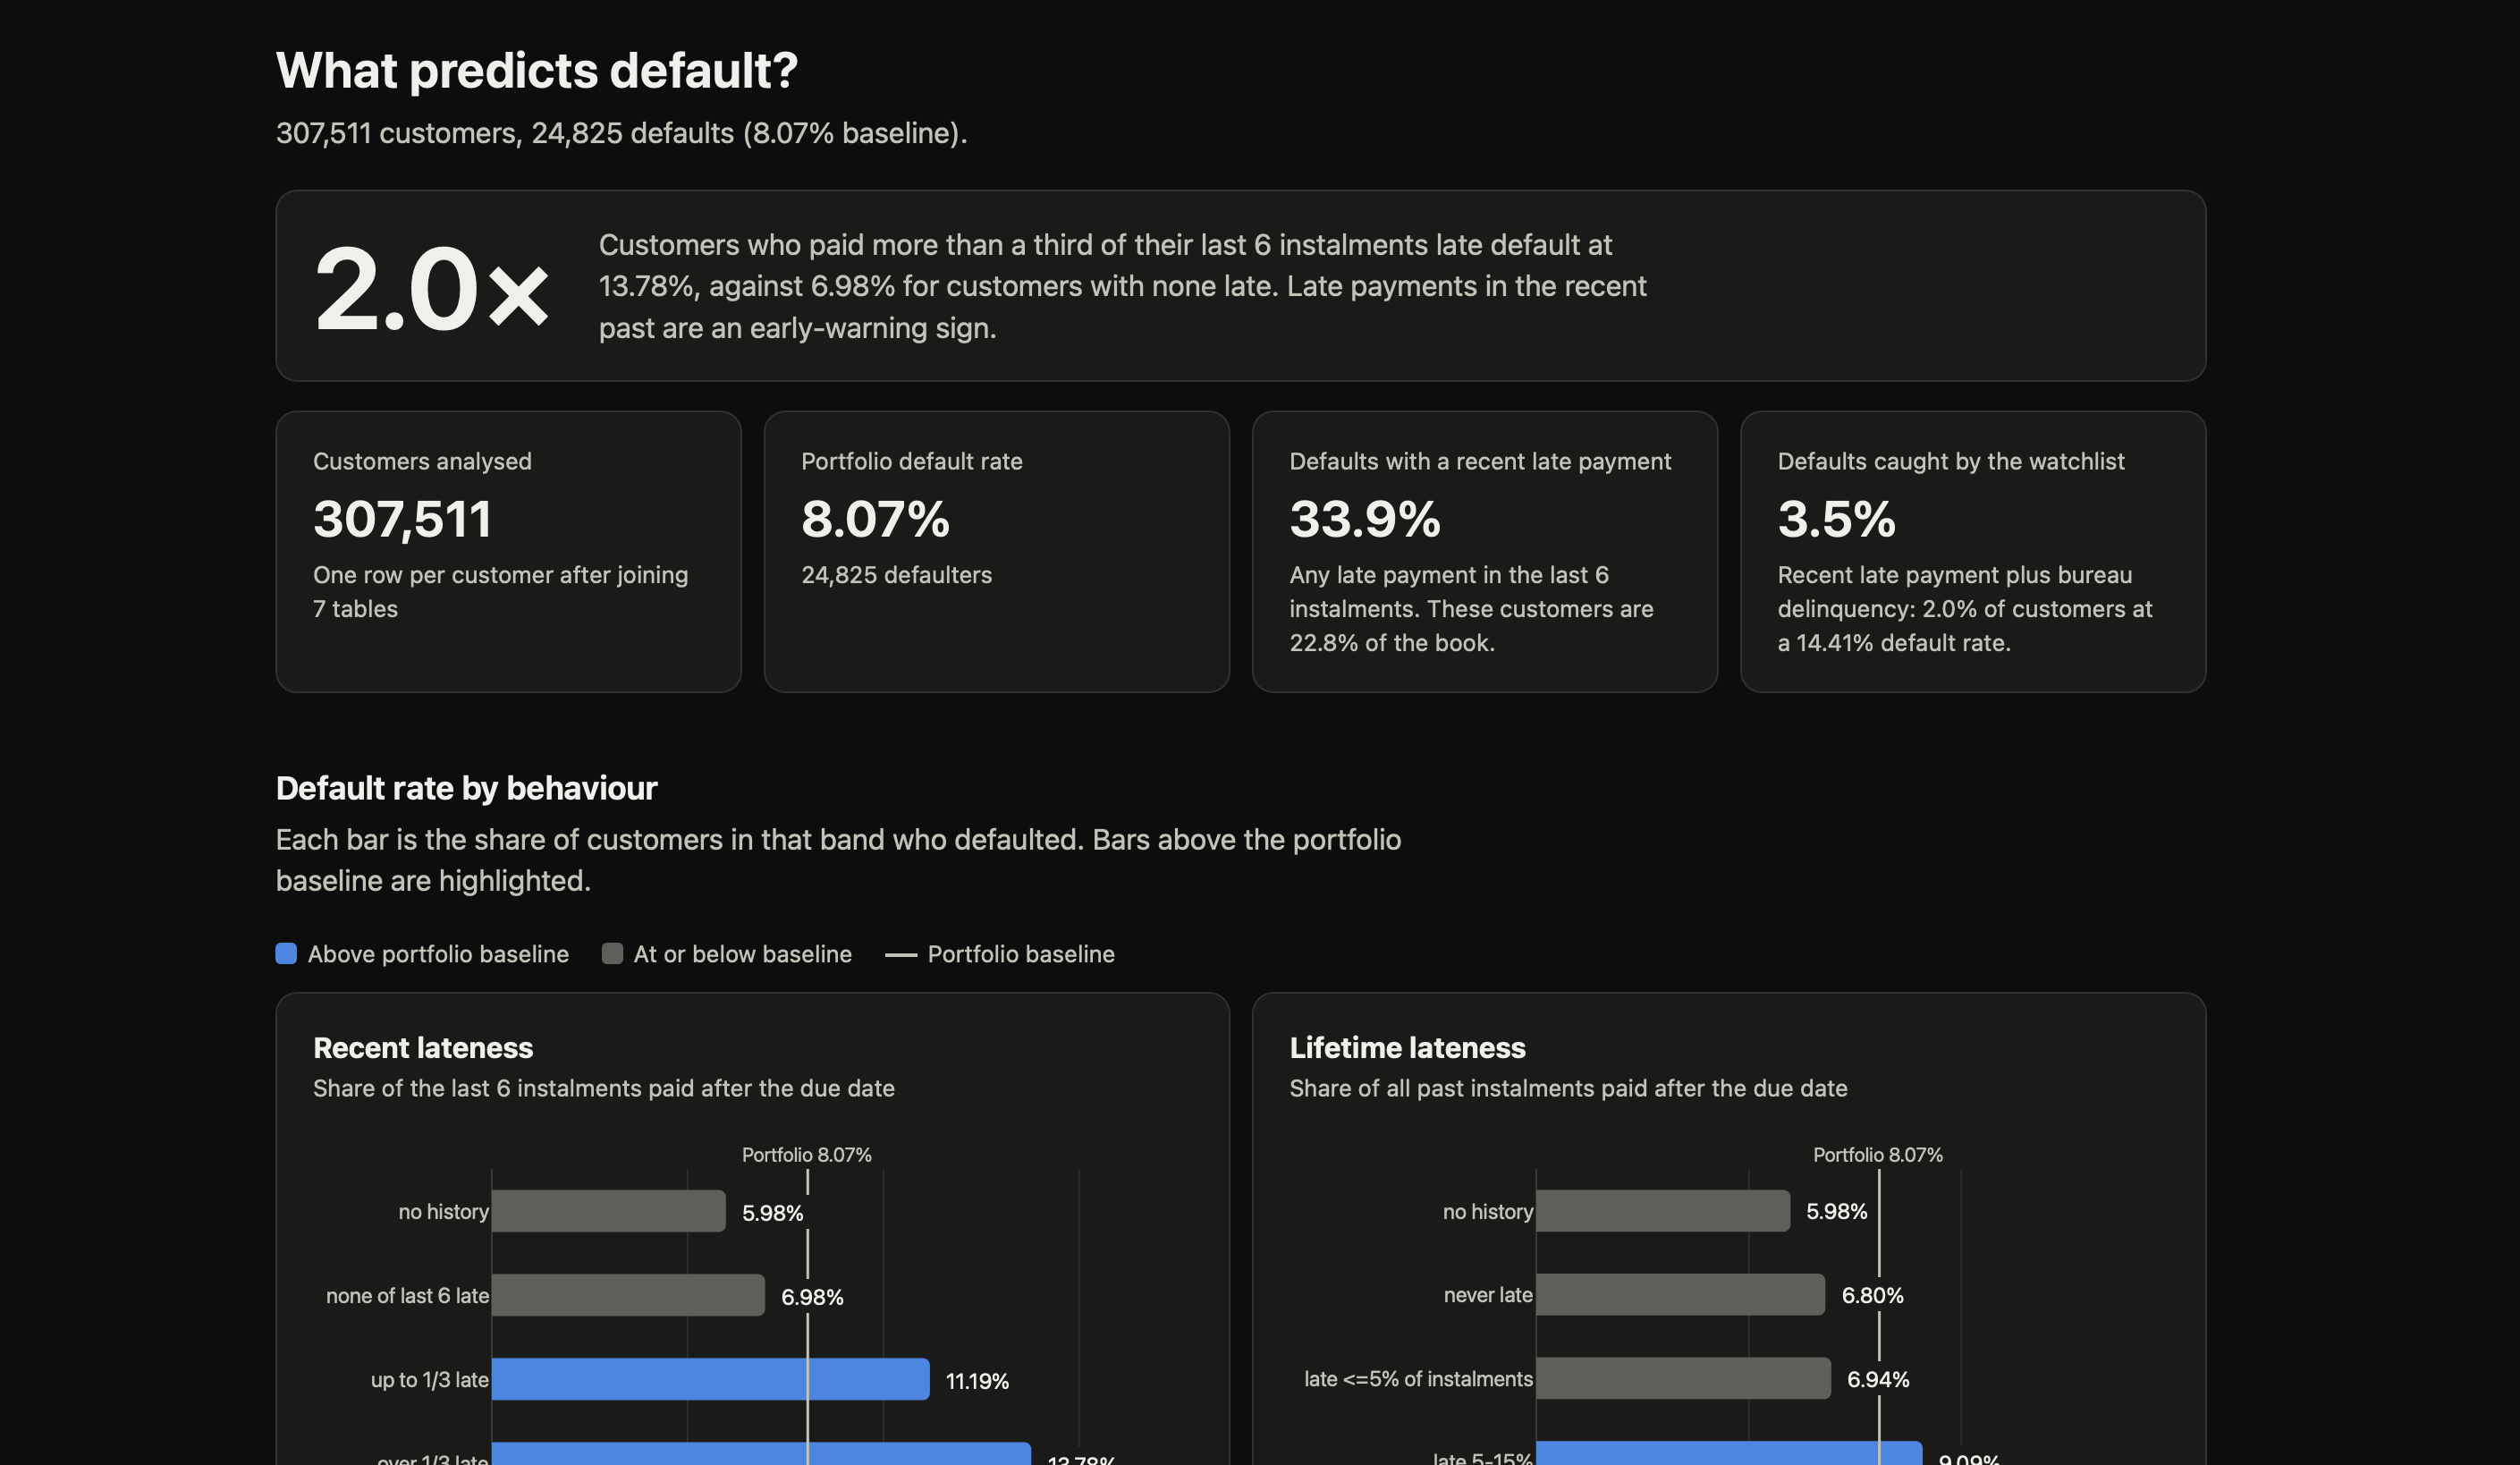 What predicts default?
307,511 customers, 24,825 defaults (8.07% baseline).
2.0×
Customers who paid more than a third of their last 6 instalments late default at
13.78%, against 6.98% for customers with none late. Late payments in the recent
past are an early-warning sign.
Customers analysed
307,511
One row per customer after joining
7 tables
Portfolio default rate
8.07%
24,825 defaulters
Defaults with a recent late payment
33.9%
Any late payment in the last 6
instalments. These customers are
22.8% of the book.
Defaults caught by the watchlist
3.5%
Recent late payment plus bureau
delinquency: 2.0% of customers at
a 14.41% default rate.
Default rate by behaviour
Each bar is the share of customers in that band who defaulted. Bars above the portfolio
baseline are highlighted.
Above portfolio baseline
At or below baseline
Portfolio baseline
Recent lateness
Share of the last 6 instalments paid after the due date
Portfolio 8.07%
no history
5.98%
none of last 6 late
6.98%
up to 1/3 late
11.19%
over 1/3 late
13.78%
Lifetime lateness
Share of all past instalments paid after the due date
Portfolio 8.07%
no history
5.98%
never late
6.80%
late <=5% of instalments
6.94%
late 5-15%
9.09%